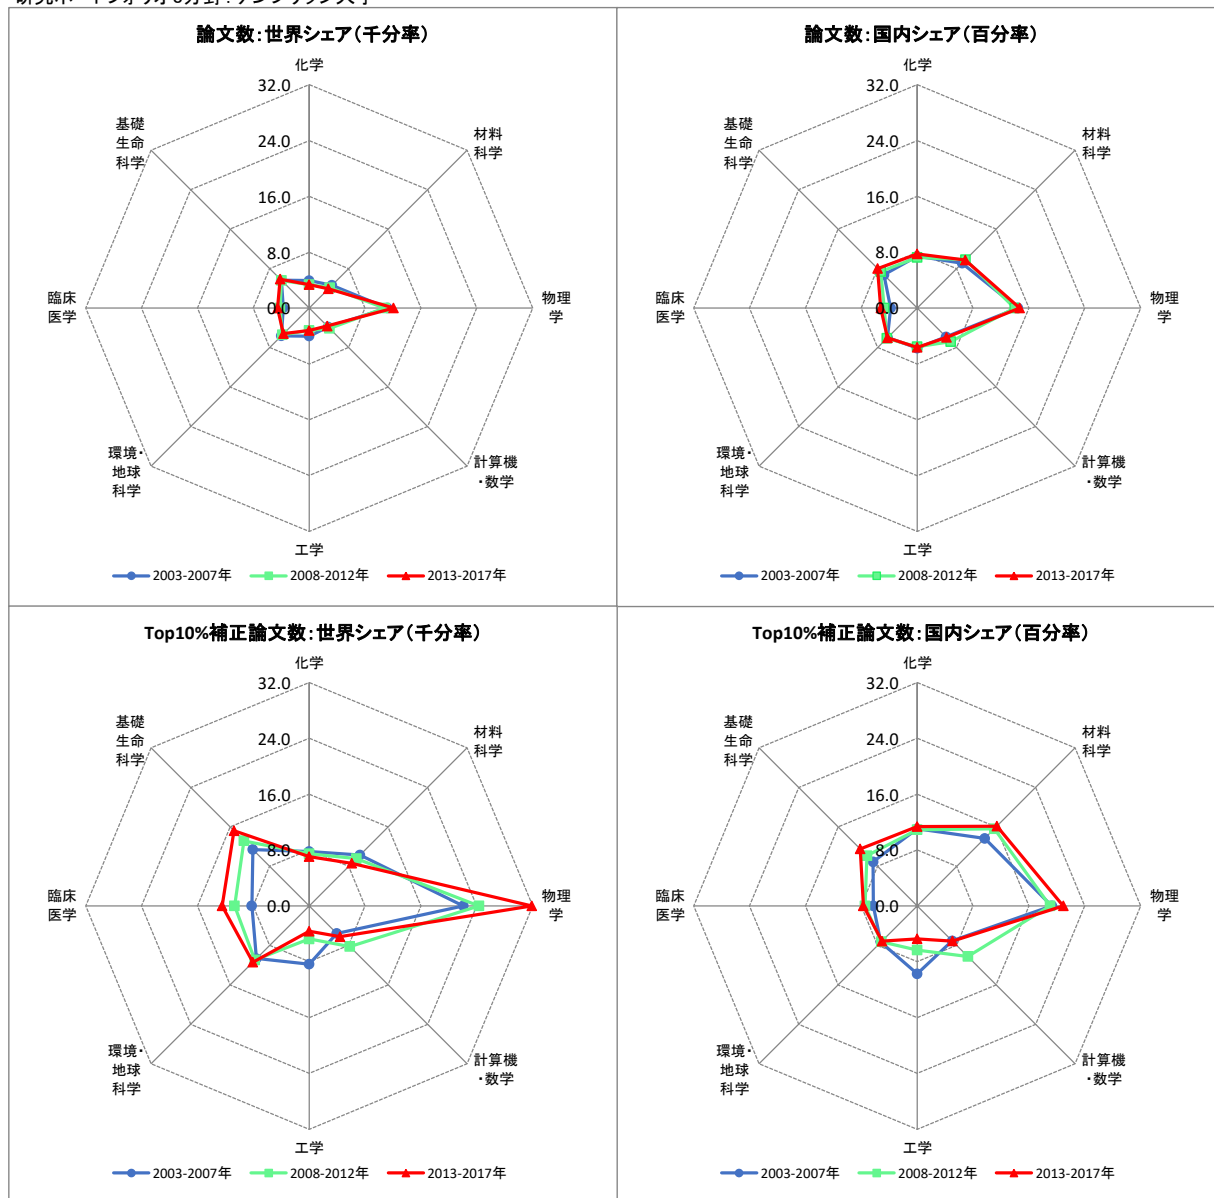 論文数：世界シェア（千分率）
化学
32.0
24.0
16.0
8.0
0.0
材料
科学
物理
学
計算機
・数学
工学
環境・
地球
科学
臨床
医学
基礎
生命
科学
2003-2007年 2008-2012年 2013-2017年
論文数：国内シェア（百分率）
化学
32.0
24.0
16.0
8.0
0.0
材料
科学
物理
学
計算機
・数学
工学
環境・
地球
科学
臨床
医学
基礎
生命
科学
2003-2007年 2008-2012年 2013-2017年
Top10%補正論文数：世界シェア（千分率）
化学
32.0
24.0
16.0
8.0
0.0
材料
科学
物理
学
計算機
・数学
工学
環境・
地球
科学
臨床
医学
基礎
生命
科学
2003-2007年 2008-2012年 2013-2017年
Top10%補正論文数：国内シェア（百分率）
化学
32.0
24.0
16.0
8.0
0.0
材料
科学
物理
学
計算機
・数学
工学
環境・
地球
科学
臨床
医学
基礎
生命
科学
2003-2007年 2008-2012年 2013-2017年